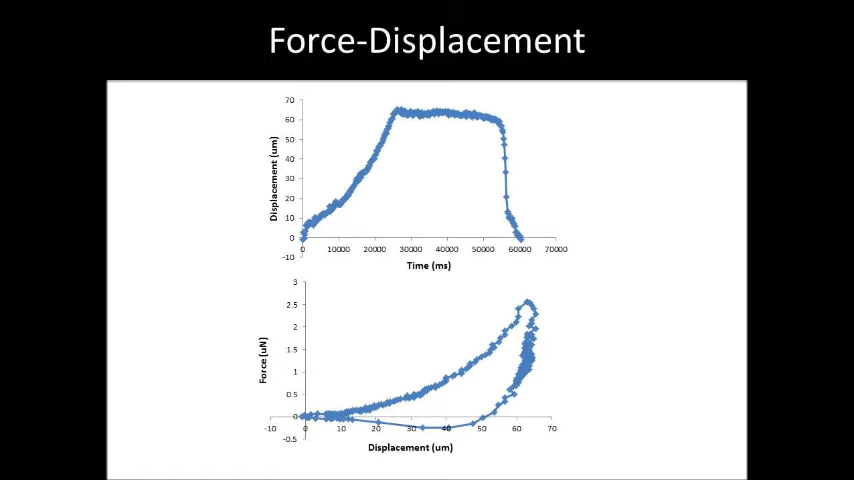 Force-Displacement
70
60
50
40
30
20
10
0
-10
Displacement (um)
0 10000 20000 30000 40000 50000 60000 70000
Time (ms)
3
2.5
2
1.5
1
0.5
0
-0.5
Force (uN)
-10 0 10 20 30 40 50 60 70
Displacement (um)